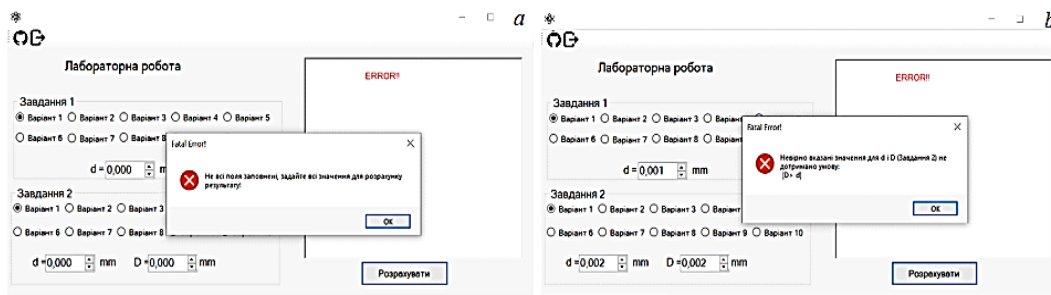 a
Лабораторна робота
ERROR!!
Завдання 1
Варіант 1 Варіант 2 Варіант 3 Варіант 4 Варіант 5
Варіант 6 Варіант 7 Варіант 8
d = 0,000 m
Fatal Error!
Не всі поля заповнені, задайте всі значення для розрахунку
результату!
OK
Завдання 2
Варіант 1 Варіант 2 Варіант 3
Варіант 6 Варіант 7 Варіант 8
d = 0,000 mm D = 0,000 mm
Розрахувати
b
Лабораторна робота
ERROR!!
Завдання 1
Варіант 1 Варіант 2 Варіант 3
Варіант 6 Варіант 7 Варіант 8
d = 0,001 mm
Fatal Error!
Невірно вказані значення для d і D (Завдання 2) не
дотримано умову:
[D> d]
OK
Завдання 2
Варіант 1 Варіант 2 Варіант 3
Варіант 6 Варіант 7 Варіант 8 Варіант 9 Варіант 10
d =0,002 mm D =0,002 mm
Розрахувати